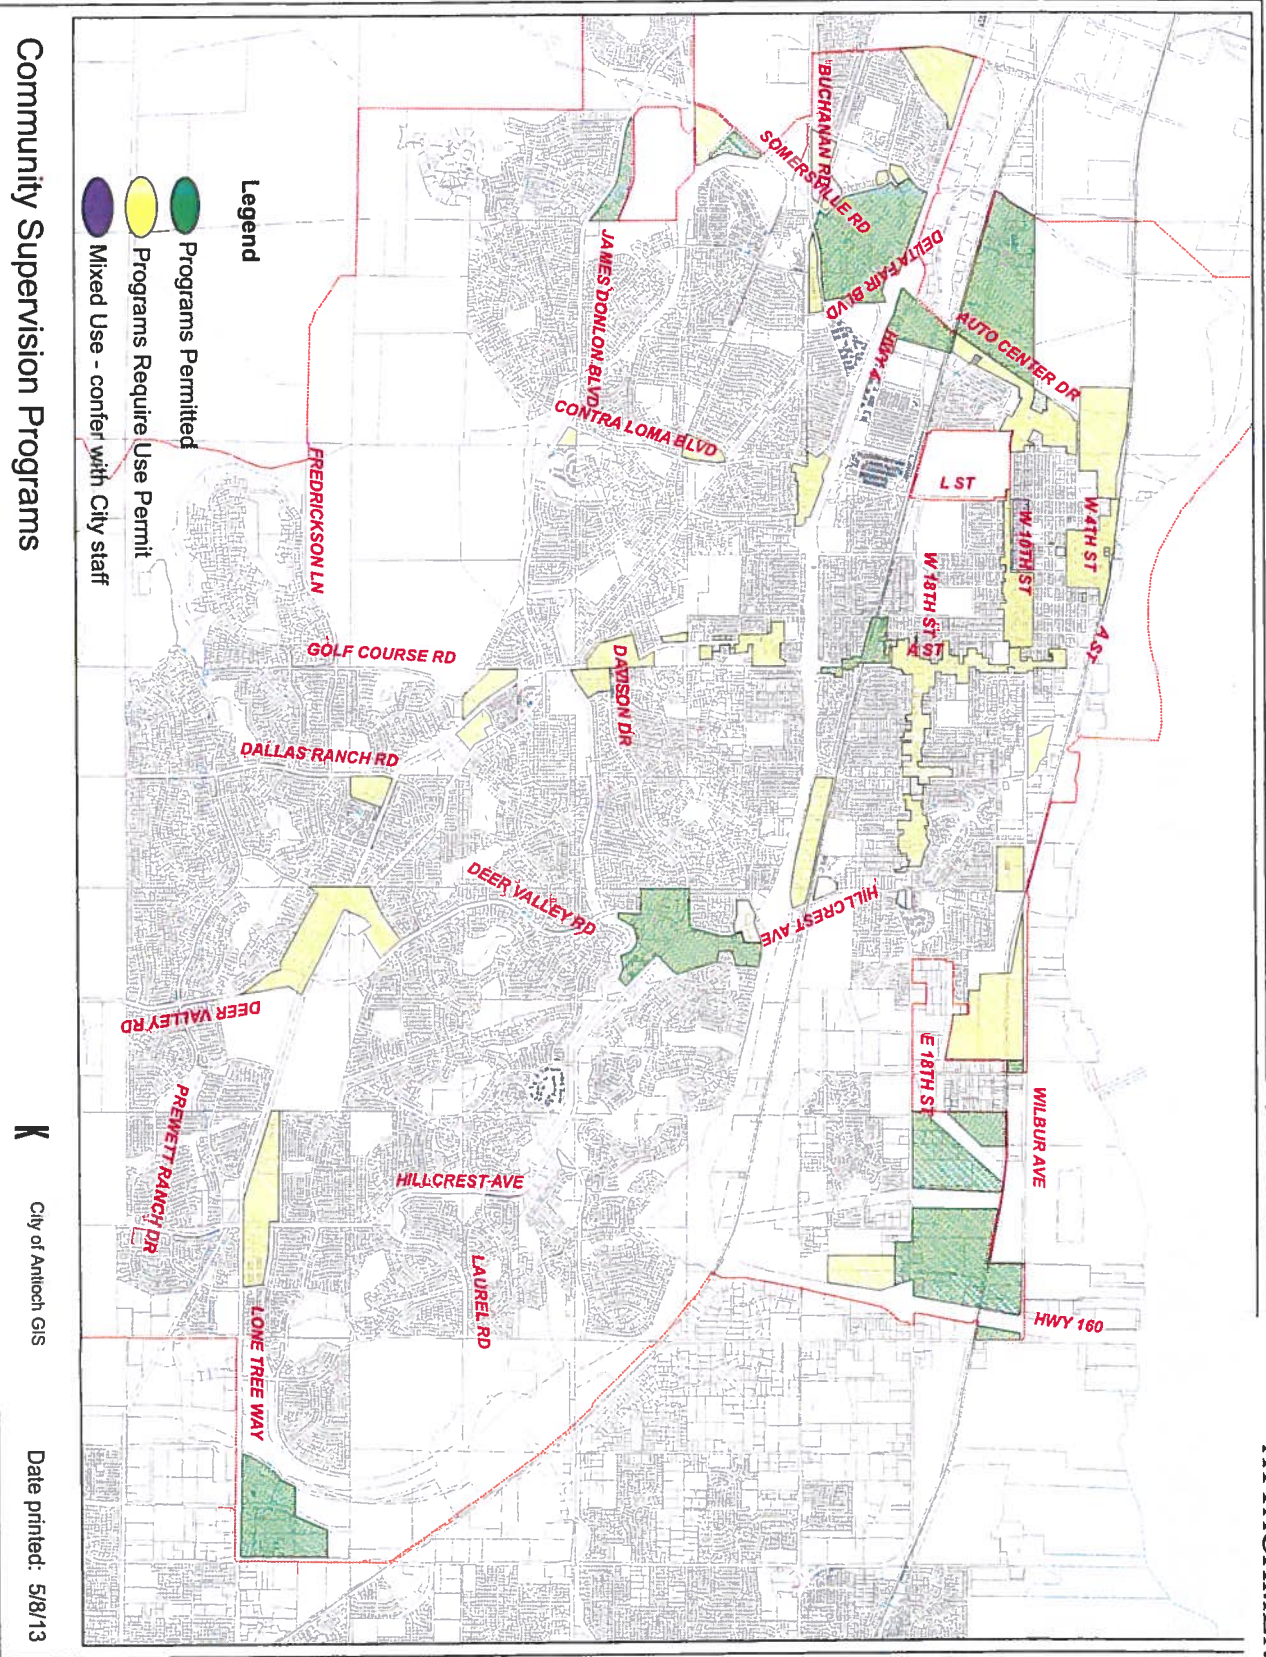 BUCHANAN RD
SOMERSVILLE RD
DELTA FAIR BLVD
AUTO CENTER DR
HWY 4
JAMES DONLON BLVD
CONTRA LOMA BLVD
L ST
W 10TH ST
W 4TH ST
W 18TH ST
A ST
A ST
FREDRICKSON LN
GOLF COURSE RD
DAVISON DR
DALLAS RANCH RD
DEER VALLEY RD
HILLCREST AVE
DEER VALLEY RD
E 18TH ST
WILBUR AVE
PREWETT RANCH DR
HILLCREST AVE
LAUREL RD
HWY 160
LONE TREE WAY
Legend
Programs Permitted
Programs Require Use Permit
Mixed Use - confer with City staff
Community Supervision Programs
City of Antioch GIS
Date printed: 5/8/13